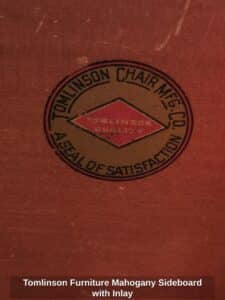 TOMLINSON CHAIR MFG. CO.
TOMLINSON
QUALITY
A SEAL OF SATISFACTION
Tomlinson Furniture Mahogany Sideboard
with Inlay